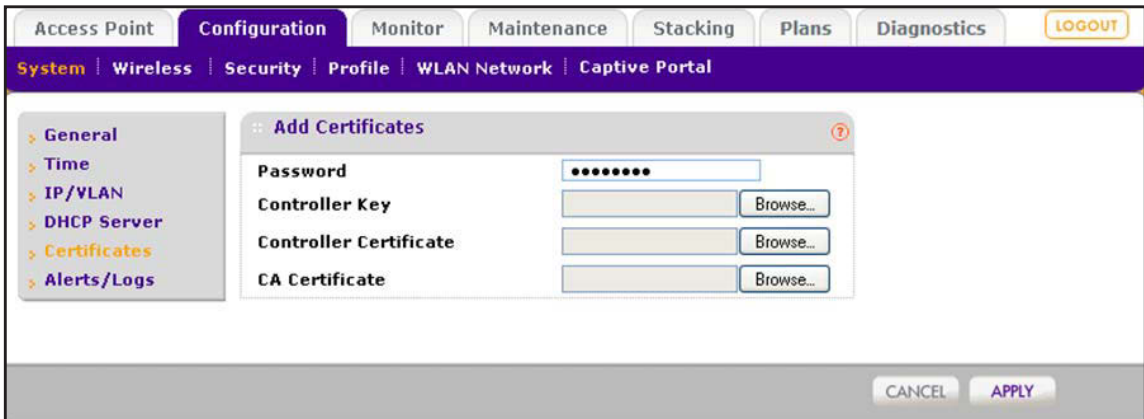 Access Point Configuration Monitor Maintenance Stacking Plans Diagnostics LOGOUT
System Wireless Security Profile WLAN Network Captive Portal
General
Time
IP/VLAN
DHCP Server
Certificates
Alerts/Logs
Add Certificates ?
Password ••••••••
Controller Key Browse...
Controller Certificate Browse...
CA Certificate Browse...
CANCEL APPLY